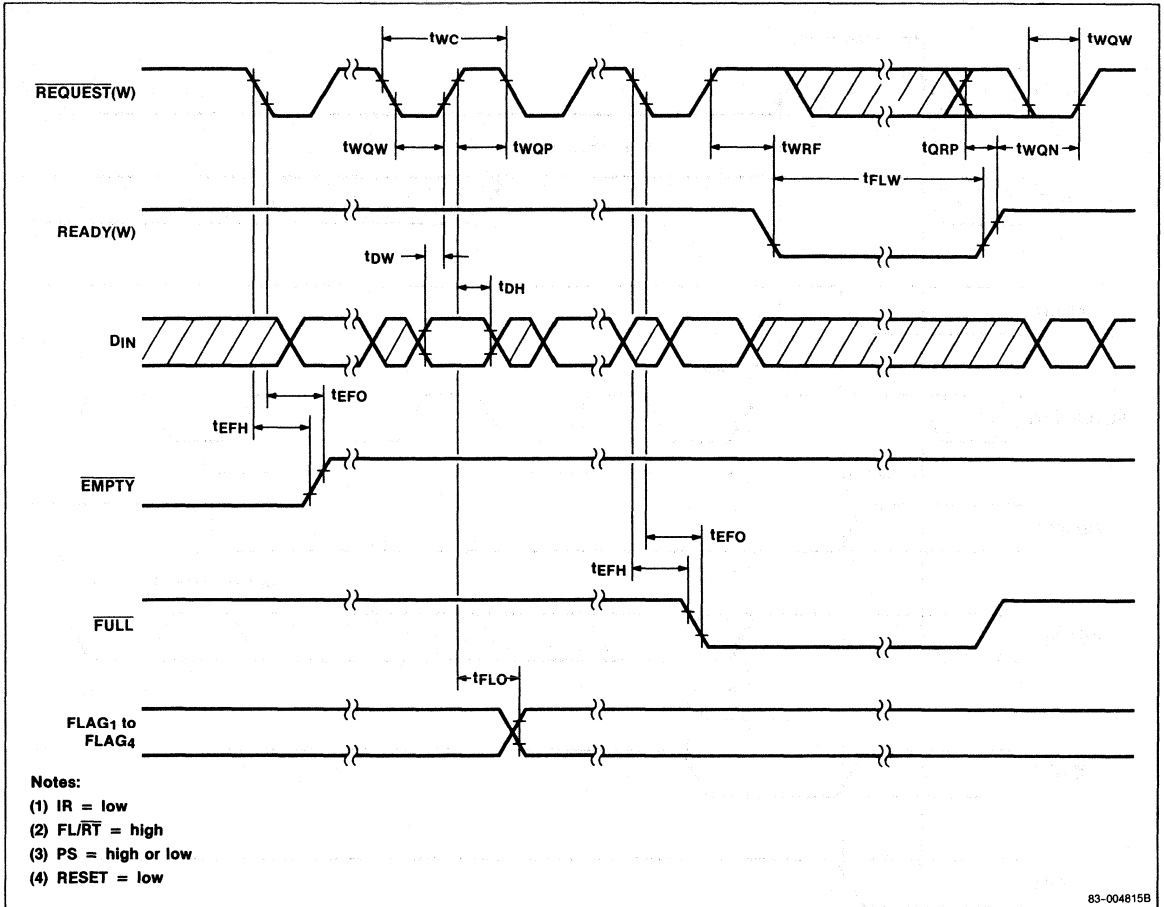 tWC
tWQW
REQUEST(W)
tWQW
tWQP
tWRF
tQRP
tWQN
tFLW
READY(W)
tDW
tDH
DIN
tEFO
tEFH
EMPTY
tEFO
tEFH
FULL
tFLO
FLAG1 to
FLAG4
Notes:
(1) IR = low
(2) FL/RT = high
(3) PS = high or low
(4) RESET = low
83-004815B